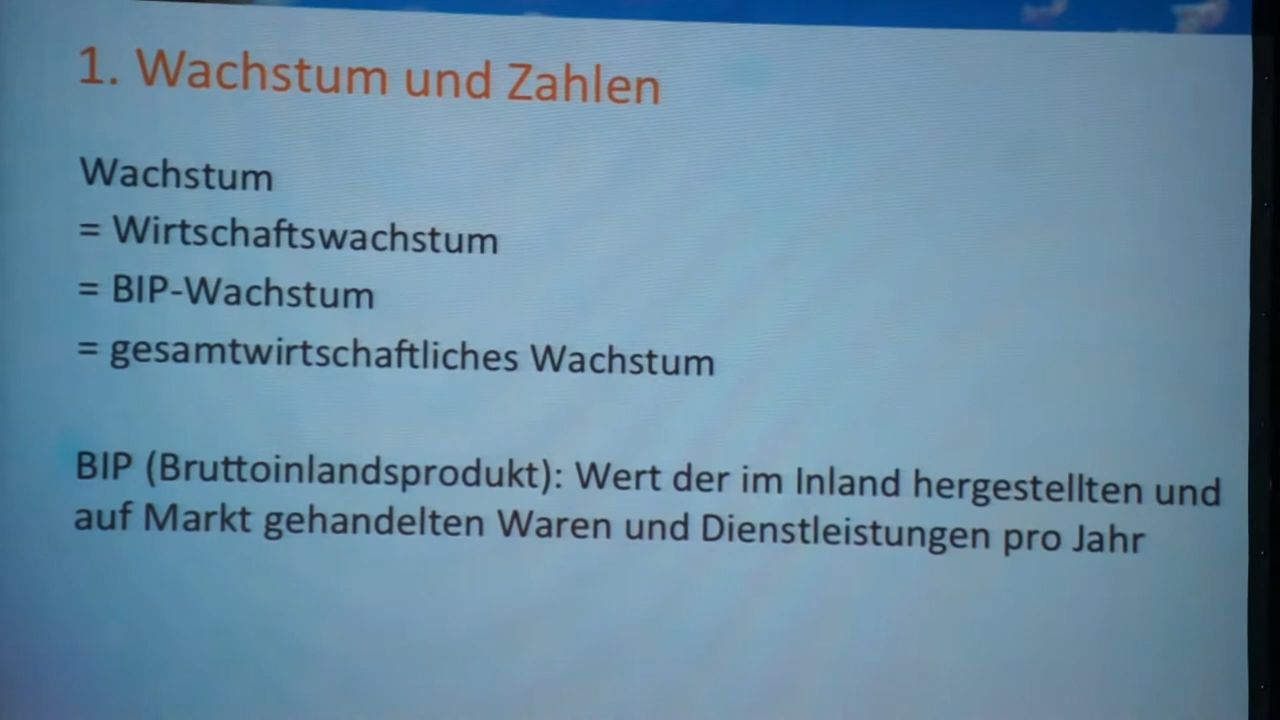 1. Wachstum und Zahlen
Wachstum
= Wirtschaftswachstum
= BIP-Wachstum
= gesamtwirtschaftliches Wachstum
BIP (Bruttoinlandsprodukt): Wert der im Inland hergestellten und
auf Markt gehandelten Waren und Dienstleistungen pro Jahr